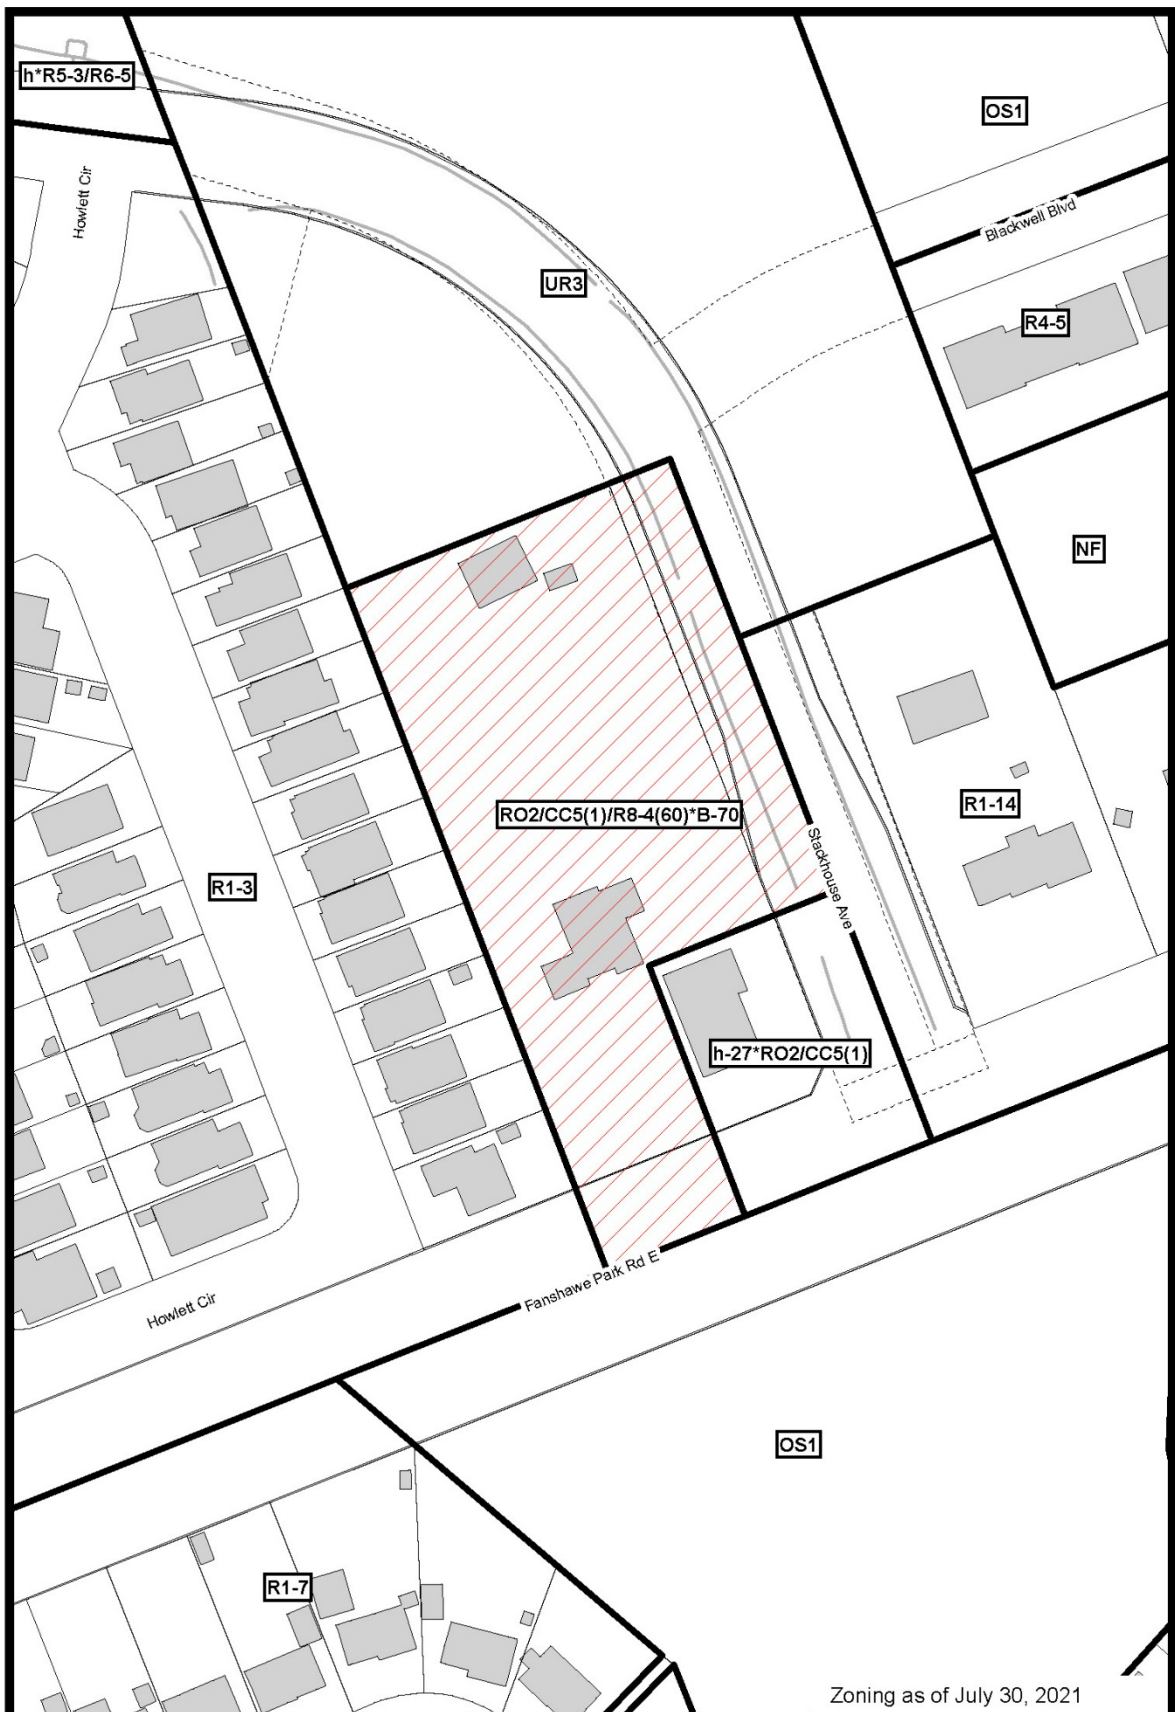 h*R5-3/R6-5
OS1
Howlett Cir
Blackwell Blvd
UR3
R4-5
NF
RO2/CC5(1)/R8-4(60)*B-70
R1-14
Stackhouse Ave
R1-3
h-27*RO2/CC5(1)
Fanshawe Park Rd E
Howlett Cir
OS1
R1-7
Zoning as of July 30, 2021